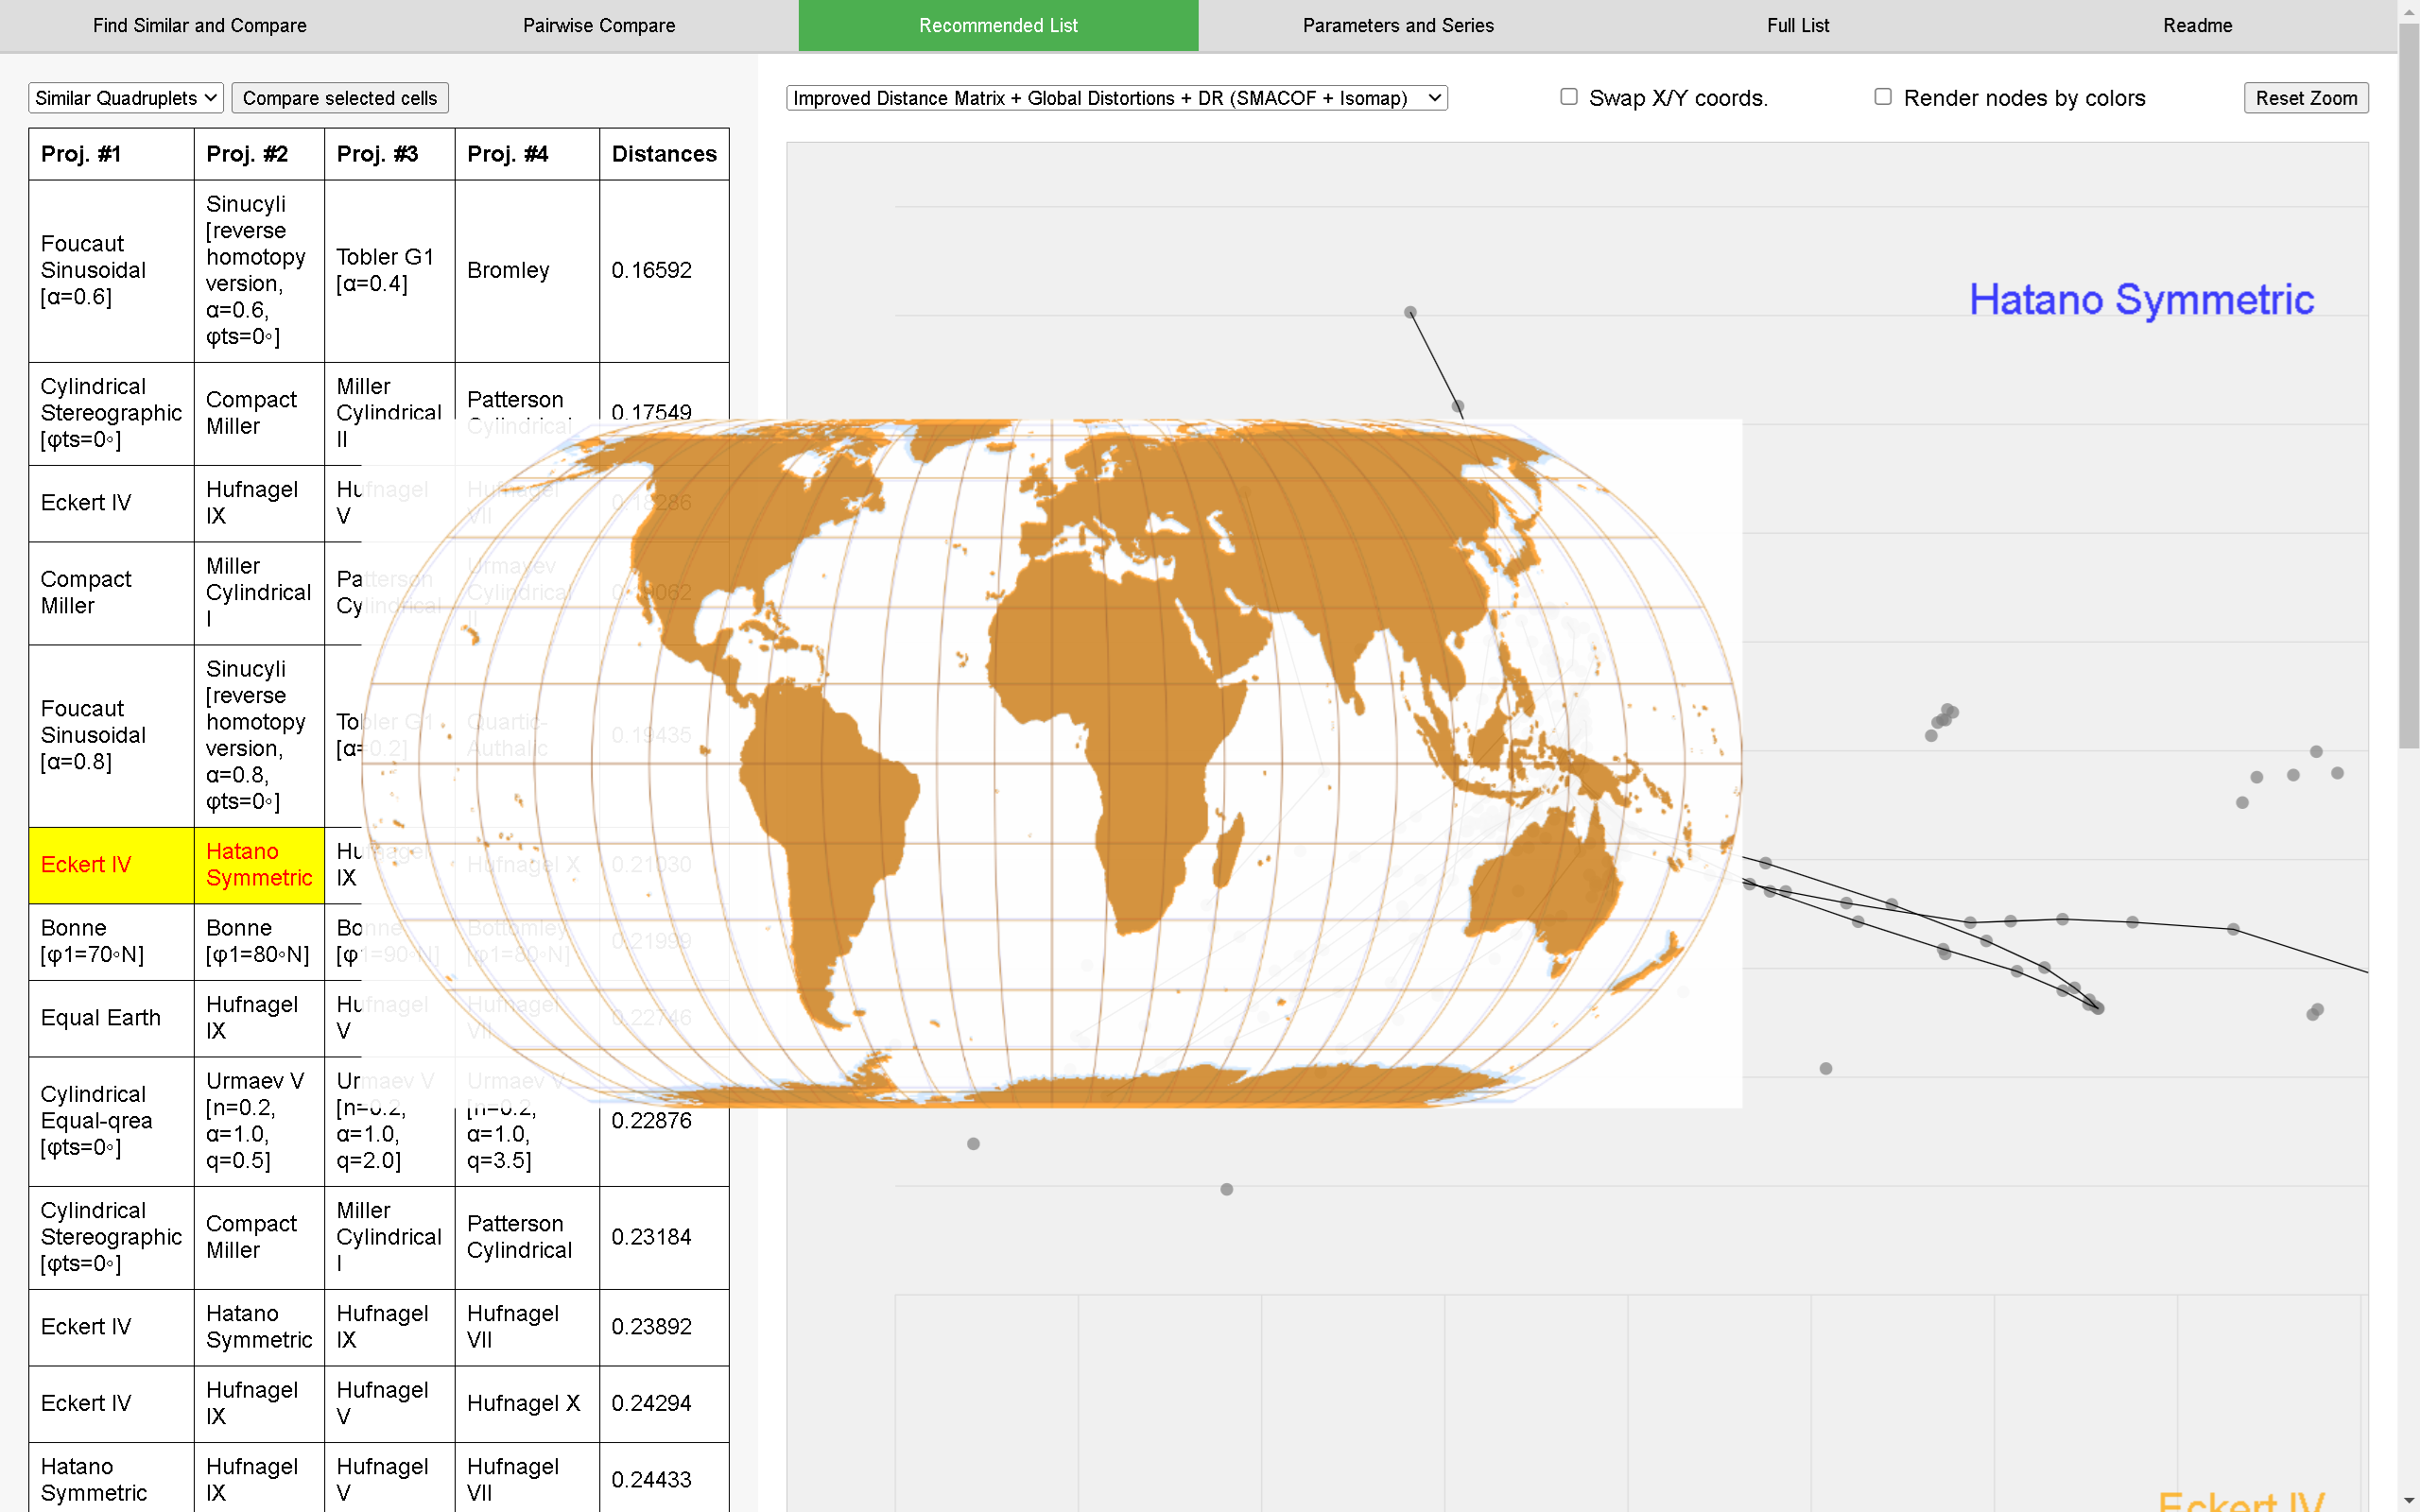 Find Similar and Compare
Pairwise Compare
Recommended List
Parameters and Series
Full List
Readme
Similar Quadruplets
Compare selected cells
Improved Distance Matrix + Global Distortions + DR (SMACOF + Isomap)
Swap X/Y coords.
Render nodes by colors
Reset Zoom
Proj. #1
Proj. #2
Proj. #3
Proj. #4
Distances
Foucaut
Sinusoidal
[α=0.6]
Sinucyli
[reverse
homotopy
version,
α=0.6,
φts=0◦]
Tobler G1
[α=0.4]
Bromley
0.16592
Cylindrical
Stereographic
[φts=0◦]
Compact
Miller
Miller
Cylindrical
II
Patterson
Cylindrical
0.17549
Eckert IV
Hufnagel
IX
Hufnagel
V
Hufnagel
VII
0.18286
Compact
Miller
Miller
Cylindrical
I
Patterson
Cylindrical
Urmayev
Cylindrical
Foucaut
Sinusoidal
[α=0.8]
Sinucyli
[reverse
homotopy
version,
α=0.8,
φts=0◦]
Tobler G1
[α=0.2]
Quartic-
Authalic
0.19435
Eckert IV
Hatano
Symmetric
Hufnagel
IX
Hufnagel X
0.21030
Bonne
[φ1=70◦N]
Bonne
[φ1=80◦N]
Bonne
[φ1=90◦N]
Bottomley
[φ1=80◦N]
0.21999
Equal Earth
Hufnagel
IX
Hufnagel
V
Hufnagel
VII
0.22746
Cylindrical
Equal-qrea
[φts=0◦]
Urmaev V
[n=0.2,
α=1.0,
q=0.5]
Urmaev V
[n=0.2,
α=1.0,
q=2.0]
Urmaev V
[n=0.2,
α=1.0,
q=3.5]
0.22876
Cylindrical
Stereographic
[φts=0◦]
Compact
Miller
Miller
Cylindrical
I
Patterson
Cylindrical
0.23184
Eckert IV
Hatano
Symmetric
Hufnagel
IX
Hufnagel
VII
0.23892
Eckert IV
Hufnagel
IX
Hufnagel
V
Hufnagel X
0.24294
Hatano
Symmetric
Hufnagel
IX
Hufnagel
V
Hufnagel
VII
0.24433
Hatano Symmetric
Eckert IV